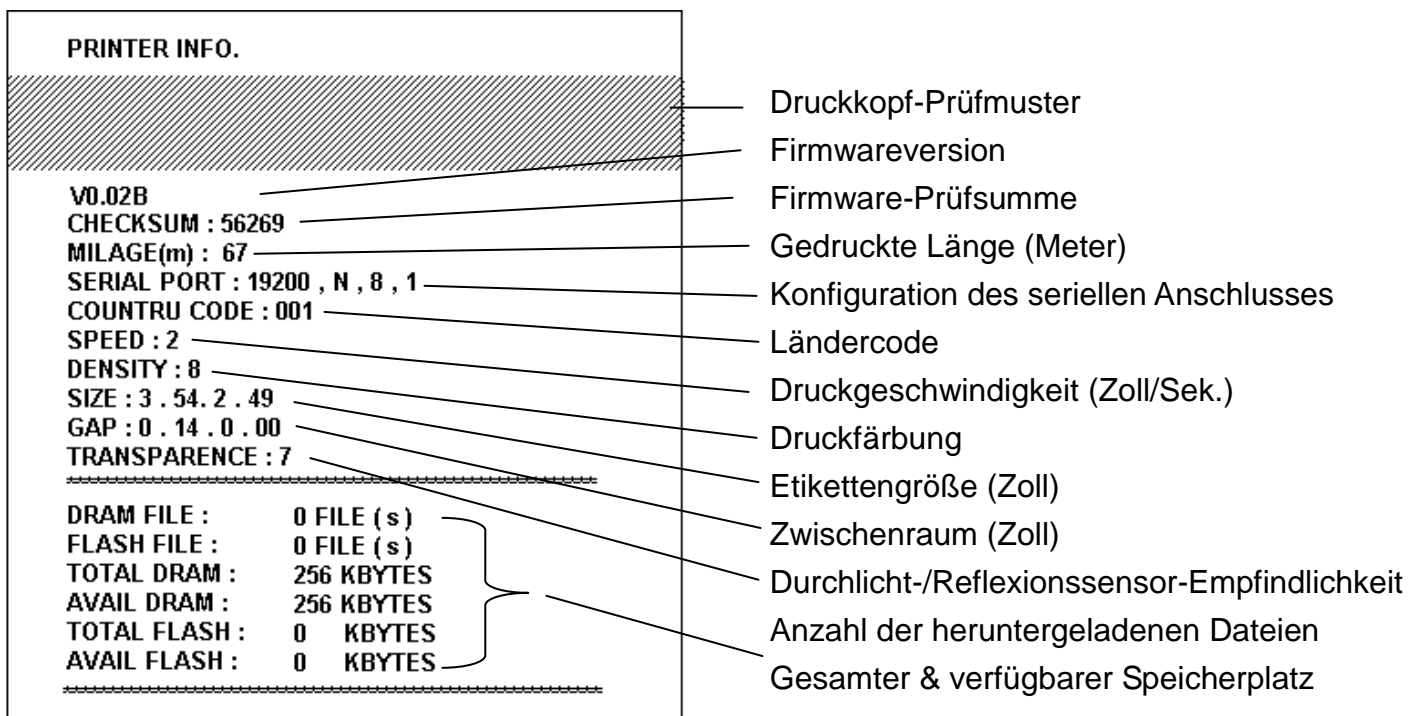 PRINTER INFO.
V0.02B
CHECKSUM : 56269
MILAGE(m) : 67
SERIAL PORT : 19200 , N , 8 , 1
COUNTRU CODE : 001
SPEED : 2
DENSITY : 8
SIZE : 3 . 54. 2 . 49
GAP : 0 . 14 . 0 . 00
TRANSPARENCE : 7
DRAM FILE : 0 FILE ( s )
FLASH FILE : 0 FILE ( s )
TOTAL DRAM : 256 KBYTES
AVAIL DRAM : 256 KBYTES
TOTAL FLASH : 0 KBYTES
AVAIL FLASH : 0 KBYTES
Druckkopf-Prüfmuster
Firmwareversion
Firmware-Prüfsumme
Gedruckte Länge (Meter)
Konfiguration des seriellen Anschlusses
Ländercode
Druckgeschwindigkeit (Zoll/Sek.)
Druckfärbung
Etikettengröße (Zoll)
Zwischenraum (Zoll)
Durchlicht-/Reflexionssensor-Empfindlichkeit
Anzahl der heruntergeladenen Dateien
Gesamter & verfügbarer Speicherplatz